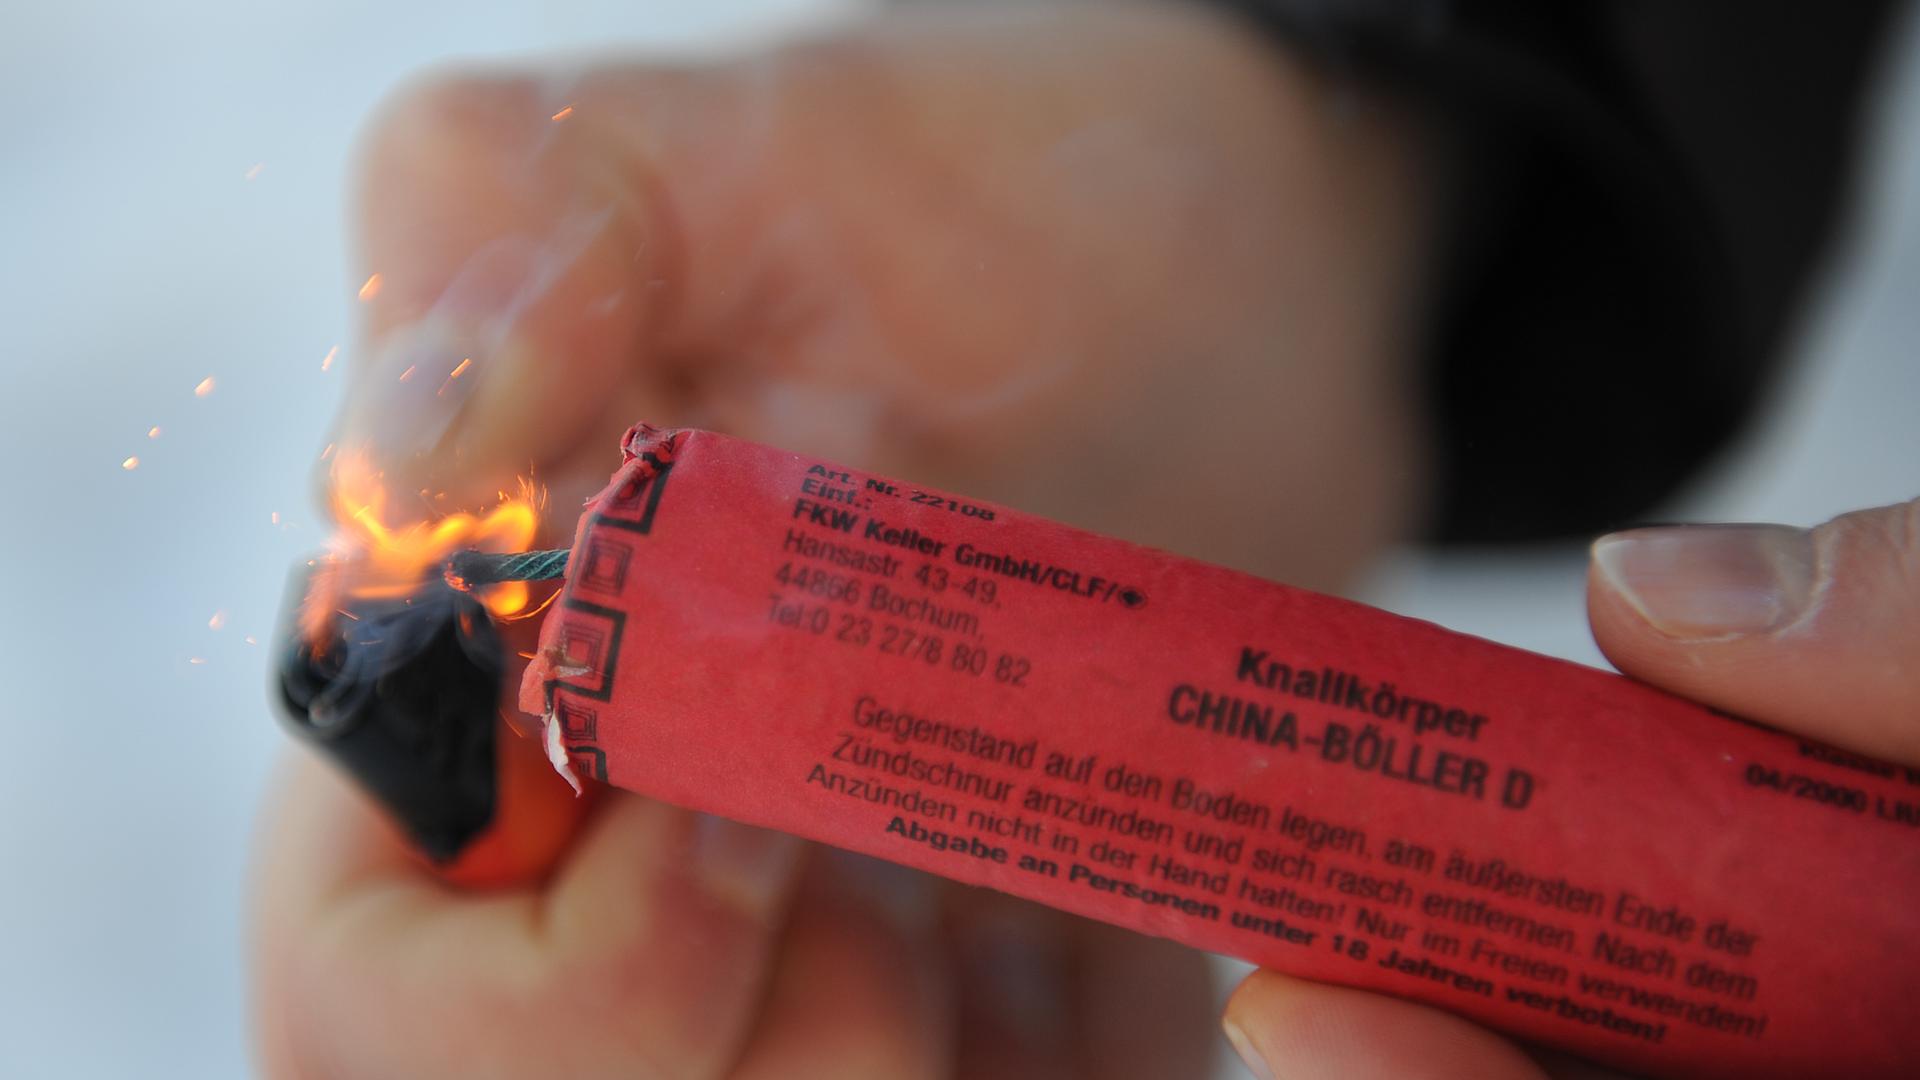 Art. Nr. 22108
Einf.:
FKW Keller GmbH/CLF/
Hansastr. 43-49,
44866 Bochum,
Tel:0 23 27/8 80 82
Knallkörper
CHINA-BÖLLER D
Klasse
04/2000
Gegenstand auf den Boden legen, am äußersten Ende der
Zündschnur anzünden und sich rasch entfernen. Nach dem
Anzünden nicht in der Hand halten! Nur im Freien verwenden!
Abgabe an Personen unter 18 Jahren verboten!